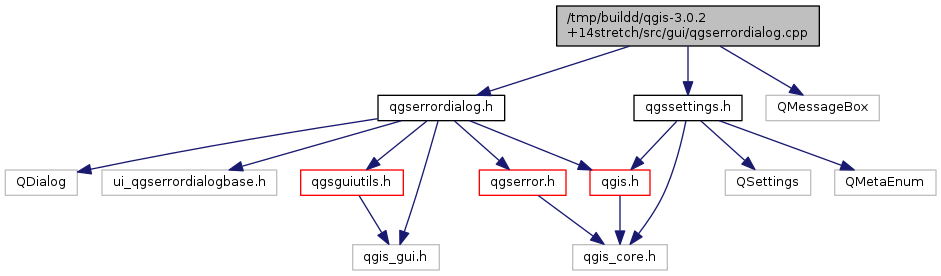 /tmp/buildd/qgis-3.0.2
+14stretch/src/gui/qgserrordialog.cpp
qgserrordialog.h
qgssettings.h
QMessageBox
QDialog
ui_qgserrordialogbase.h
qgsguiutils.h
qgserror.h
qgis.h
QSettings
QMetaEnum
qgis_gui.h
qgis_core.h